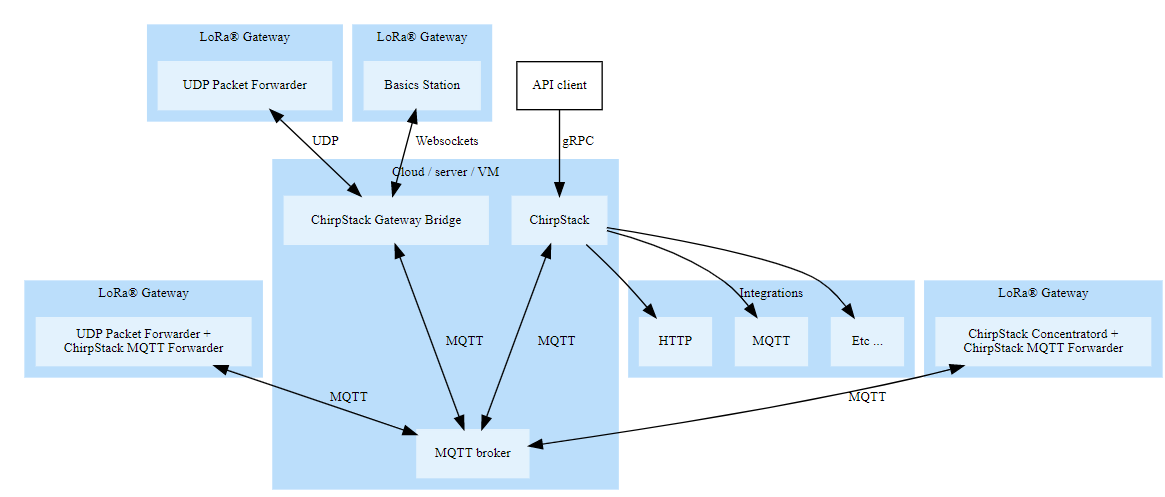 LoRa® Gateway
LoRa® Gateway
UDP Packet Forwarder
Basics Station
API client
UDP
Websockets
gRPC
Cloud / server / VM
ChirpStack Gateway Bridge
ChirpStack
LoRa® Gateway
Integrations
LoRa® Gateway
UDP Packet Forwarder +
ChirpStack MQTT Forwarder
MQTT
MQTT
HTTP
MQTT
Etc ...
ChirpStack Concentratord +
ChirpStack MQTT Forwarder
MQTT
MQTT
MQTT broker